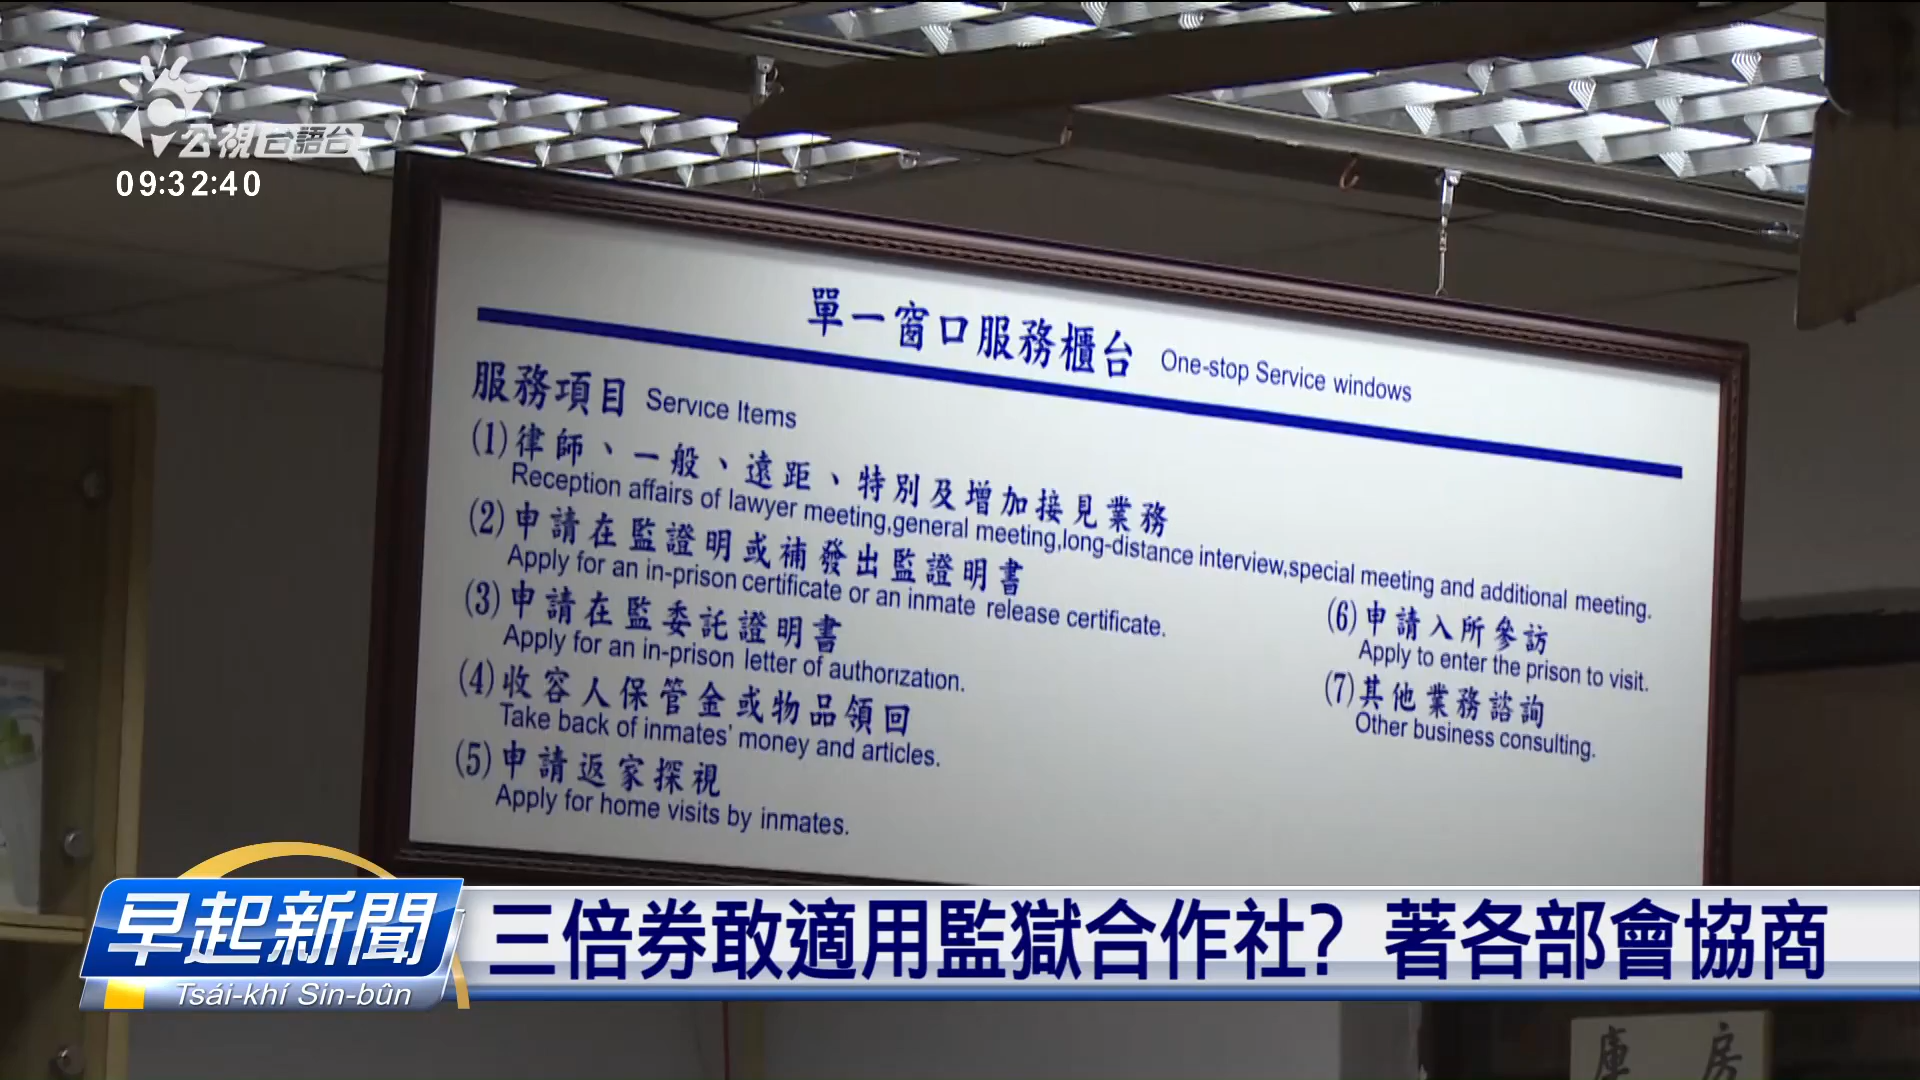 公視台語台
09:32:40
單一窗口服務櫃台 One-stop Service windows
服務項目 Service Items
(1)律師、一般、遠距、特別及增加接見業務
Reception affairs of lawyer meeting,general meeting,long-distance interview,special meeting and additional meeting.
(2)申請在監證明或補發出監證明書
Apply for an in-prison certificate or an inmate release certificate.
(3)申請在監委託證明書
Apply for an in-prison letter of authorization.
(4)收容人保管金或物品領回
Take back of inmates' money and articles.
(5)申請返家探視
Apply for home visits by inmates.
(6)申請入所參訪
Apply to enter the prison to visit.
(7)其他業務諮詢
Other business consulting.
早起新聞
Tsái-khí Sin-bûn
三倍券敢適用監獄合作社? 著各部會協商
庫房